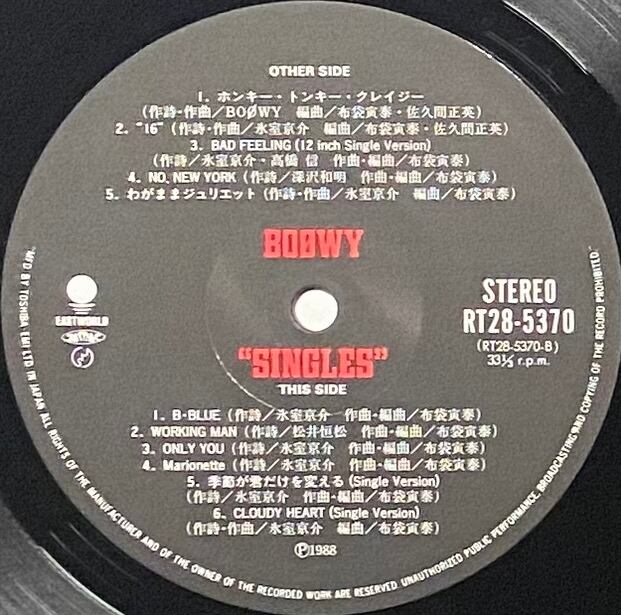 OTHER SIDE
1. ホンキー・トンキー・クレイジー
(作詩・作曲／BOØWY 編曲／布袋寅泰・佐久間正英)
2. "16" (作詩・作曲／氷室京介 編曲／布袋寅泰・佐久間正英)
3. BAD FEELING (12 inch Single Version)
(作詩／氷室京介・高橋 信 作曲・編曲／布袋寅泰)
4. NO. NEW YORK (作詩／深沢和明 作曲・編曲／布袋寅泰)
5. わがままジュリエット (作詩・作曲／氷室京介 編曲／布袋寅泰)
BOØWY
EASTWORLD
STEREO
RT28-5370
(RT28-5370-B)
33⅓ r.p.m.
"SINGLES"
THIS SIDE
1. B・BLUE (作詩／氷室京介 作曲・編曲／布袋寅泰)
2. WORKING MAN (作詩／松井恒松 作曲・編曲／布袋寅泰)
3. ONLY YOU (作詩／氷室京介 作曲・編曲／布袋寅泰)
4. Marionette (作詩／氷室京介 作曲・編曲／布袋寅泰)
5. 季節が君だけを変える (Single Version)
(作詩／氷室京介 作曲・編曲／布袋寅泰)
6. CLOUDY HEART (Single Version)
(作詩・作曲／氷室京介 編曲／布袋寅泰)
Ⓟ1988
"MFD BY TOSHIBA EMI LTD. IN JAPAN ALL RIGHTS OF THE MANUFACTURER AND OF THE OWNER OF THE RECORDED WORK ARE RESERVED. UNAUTHORIZED PUBLIC PERFORMANCE, BROADCASTING AND COPYING OF THE RECORD PROHIBITED."